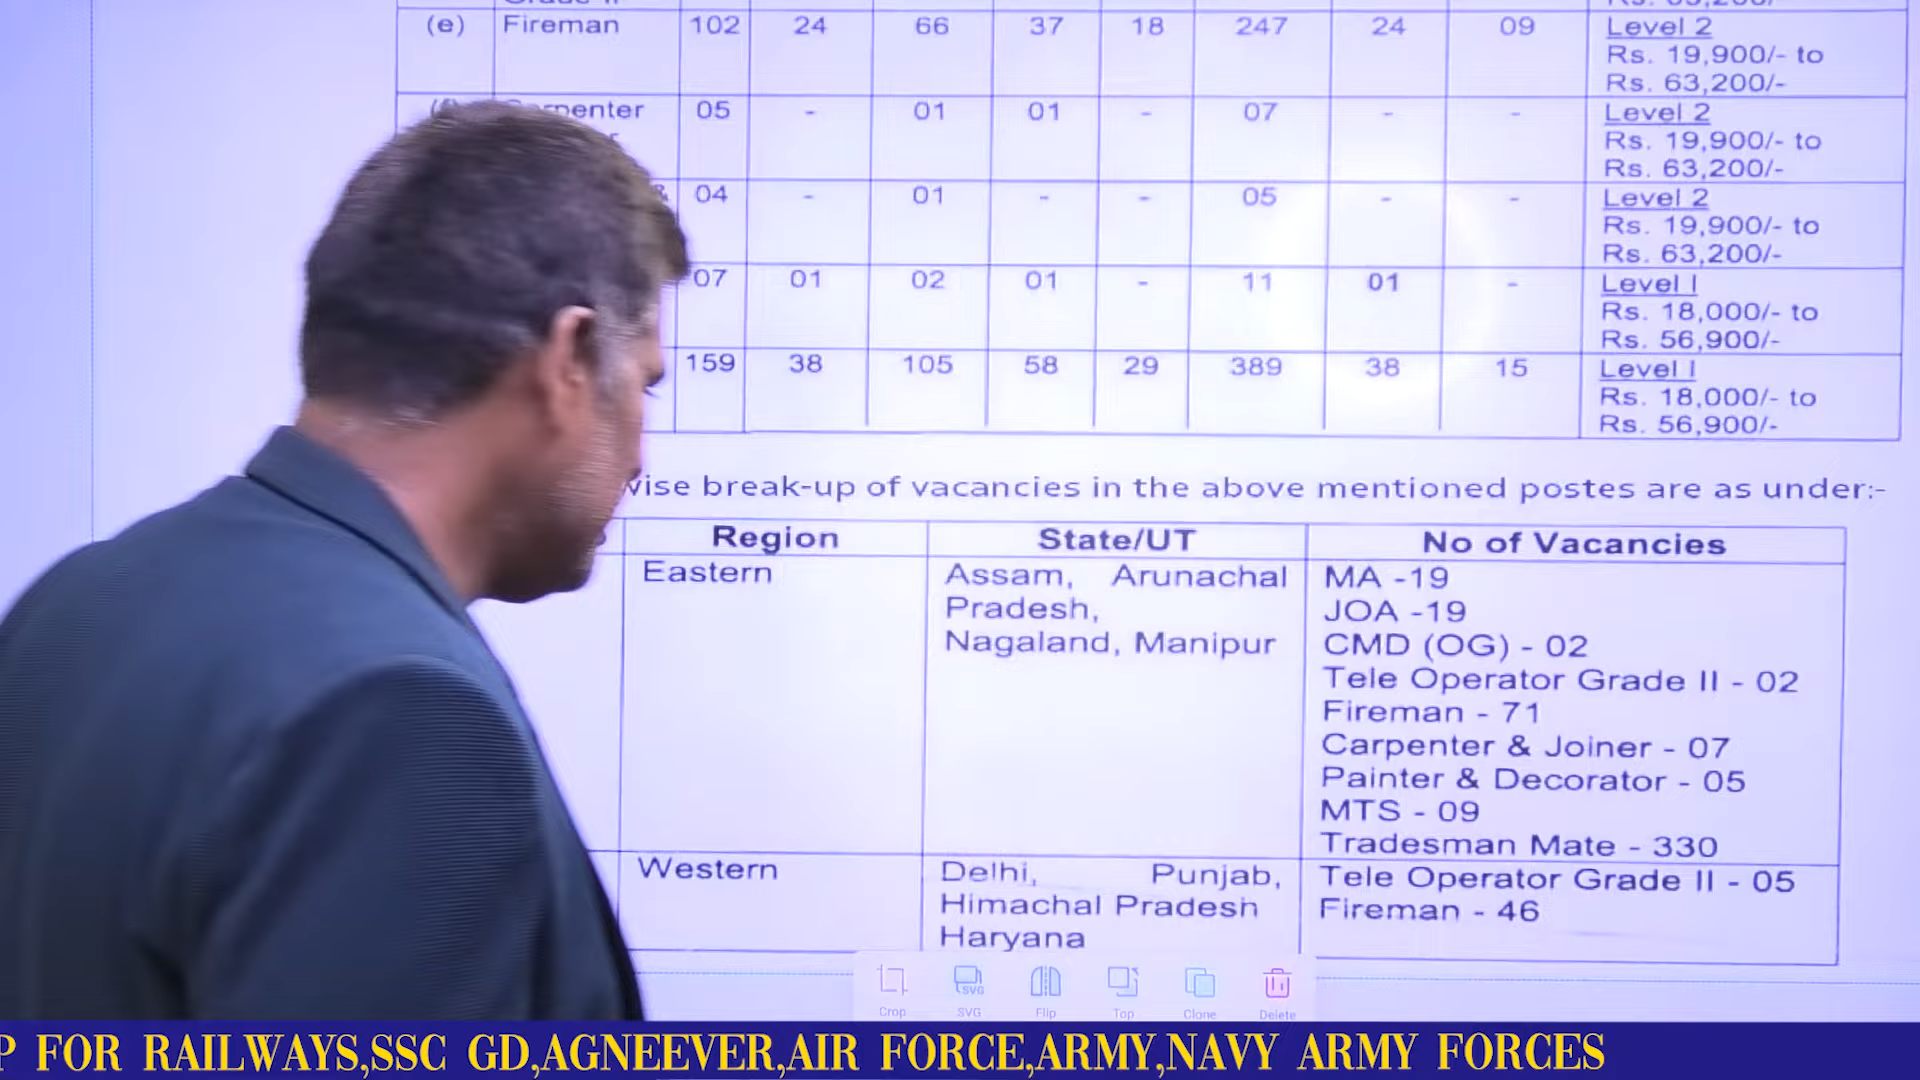 (e) Fireman 102 24 66 37 18 247 24 09 Level 2
Rs. 19,900/- to
Rs. 63,200/-
05 - 01 01 - 07 - - Level 2
Rs. 19,900/- to
Rs. 63,200/-
& 04 - 01 - - 05 - - Level 2
Rs. 19,900/- to
Rs. 63,200/-
07 01 02 01 - 11 01 - Level I
Rs. 18,000/- to
Rs. 56,900/-
159 38 105 58 29 389 38 15 Level I
Rs. 18,000/- to
Rs. 56,900/-
wise break-up of vacancies in the above mentioned postes are as under:-
Region State/UT No of Vacancies
Eastern Assam, Arunachal MA -19
Pradesh, JOA -19
Nagaland, Manipur CMD (OG) - 02
Tele Operator Grade II - 02
Fireman - 71
Carpenter & Joiner - 07
Painter & Decorator - 05
MTS - 09
Tradesman Mate - 330
Western Delhi, Punjab, Tele Operator Grade II - 05
Himachal Pradesh Fireman - 46
Haryana
Crop SVG Flip Top Clone Delete
P FOR RAILWAYS,SSC GD,AGNEEVER,AIR FORCE,ARMY,NAVY ARMY FORCES